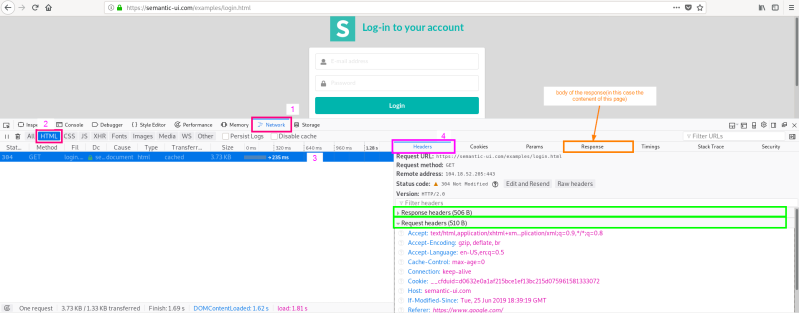 https://semantic-ui.com/examples/login.html
S
Log-in to your account
E-mail address
Password
Login
body of the response(in this case the
contenent of this page)
1
Inspe
Console
Debugger
Style Editor
Performance
Memory
Network
Storage
2
4
All HTML CSS JS XHR Fonts Images Media WS Other
Persist Logs
Disable cache
Headers Cookies Params Response Timings Stack Trace Security
Filter URLs
Stat... Method Fil Dc Cause Type Transferr... Size 0 ms 320 ms 640 ms 960 ms 1.28 s
304 GET login... se... document html cached 3.73 KB → 235 ms
3
Request URL: https://semantic-ui.com/examples/login.html
Request method: GET
Remote address: 104.18.52.205:443
Status code: 304 Not Modified Edit and Resend Raw headers
Version: HTTP/2.0
Filter headers
Response headers (506 B)
Request headers (510 B)
Accept: text/html,application/xhtml+xm...plication/xml;q=0.9,*/*;q=0.8
Accept-Encoding: gzip, deflate, br
Accept-Language: en-US,en;q=0.5
Cache-Control: max-age=0
Connection: keep-alive
Cookie: __cfduid=d0632e0a1af215bce1ef13bc215d075961581333072
Host: semantic-ui.com
If-Modified-Since: Tue, 25 Jun 2019 18:39:19 GMT
Referer: https://www.google.com/
One request
3.73 KB / 1.33 KB transferred
Finish: 1.69 s
DOMContentLoaded: 1.62 s
load: 1.81 s